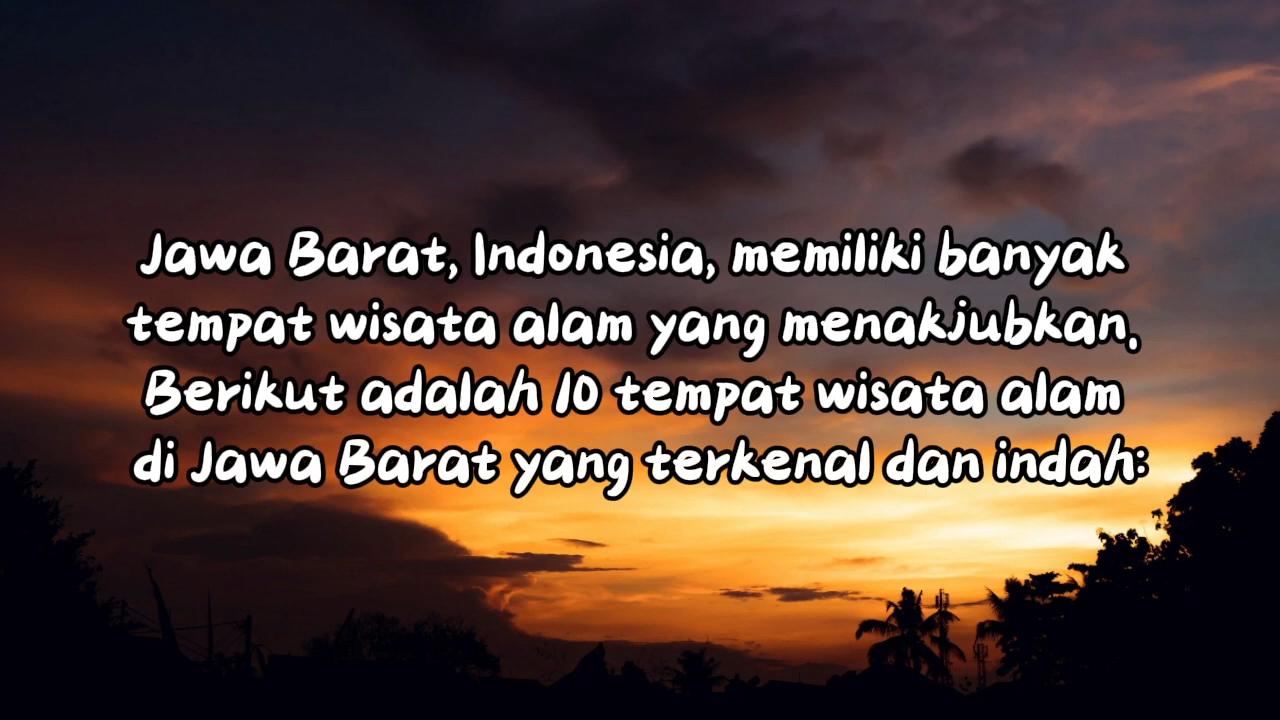 Jawa Barat, Indonesia, memiliki banyak
tempat wisata alam yang menakjubkan,
Berikut adalah 10 tempat wisata alam
di Jawa Barat yang terkenal dan indah: